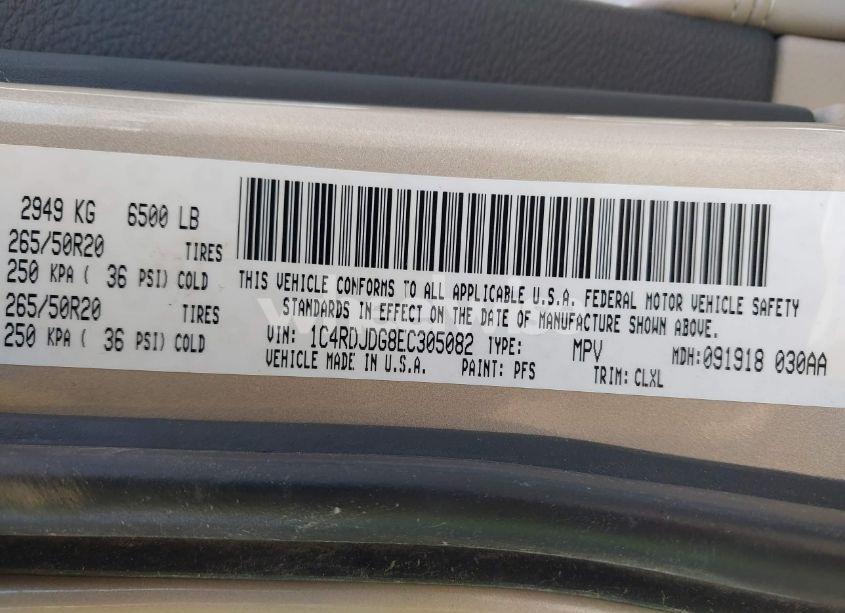 2949 KG 6500 LB
265/50R20 TIRES
250 KPA ( 36 PSI) COLD
265/50R20 TIRES
250 KPA ( 36 PSI) COLD
THIS VEHICLE CONFORMS TO ALL APPLICABLE U.S.A. FEDERAL MOTOR VEHICLE SAFETY
STANDARDS IN EFFECT ON THE DATE OF MANUFACTURE SHOWN ABOVE.
VIN: 1C4RDJDG8EC305082 TYPE: MPV MDH:091918 030AA
VEHICLE MADE IN U.S.A. PAINT: PFS TRIM: CLXL